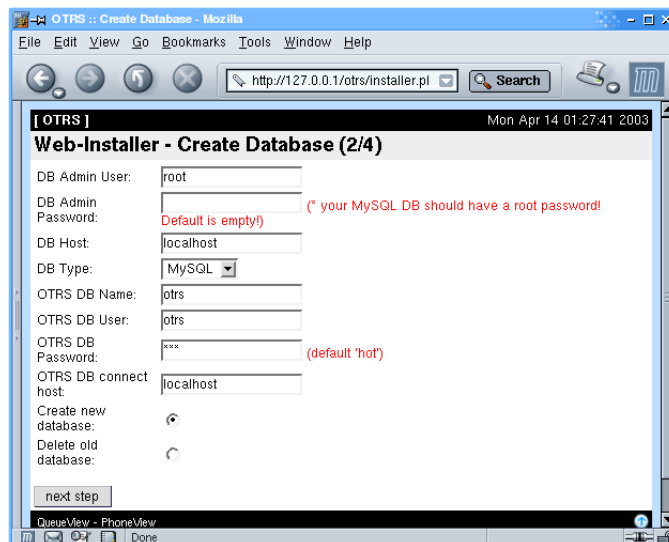 OTRS :: Create Database - Mozilla
File Edit View Go Bookmarks Tools Window Help
http://127.0.0.1/otrs/installer.pl Search
[ OTRS ] Mon Apr 14 01:27:41 2003
Web-Installer - Create Database (2/4)
DB Admin User: root
DB Admin
Password: (* your MySQL DB should have a root password!
Default is empty!)
DB Host: localhost
DB Type: MySQL
OTRS DB Name: otrs
OTRS DB User: otrs
OTRS DB
Password: *** (default 'hot')
OTRS DB connect
host: localhost
Create new
database:
Delete old
database:
next step
QueueView - PhoneView
Done